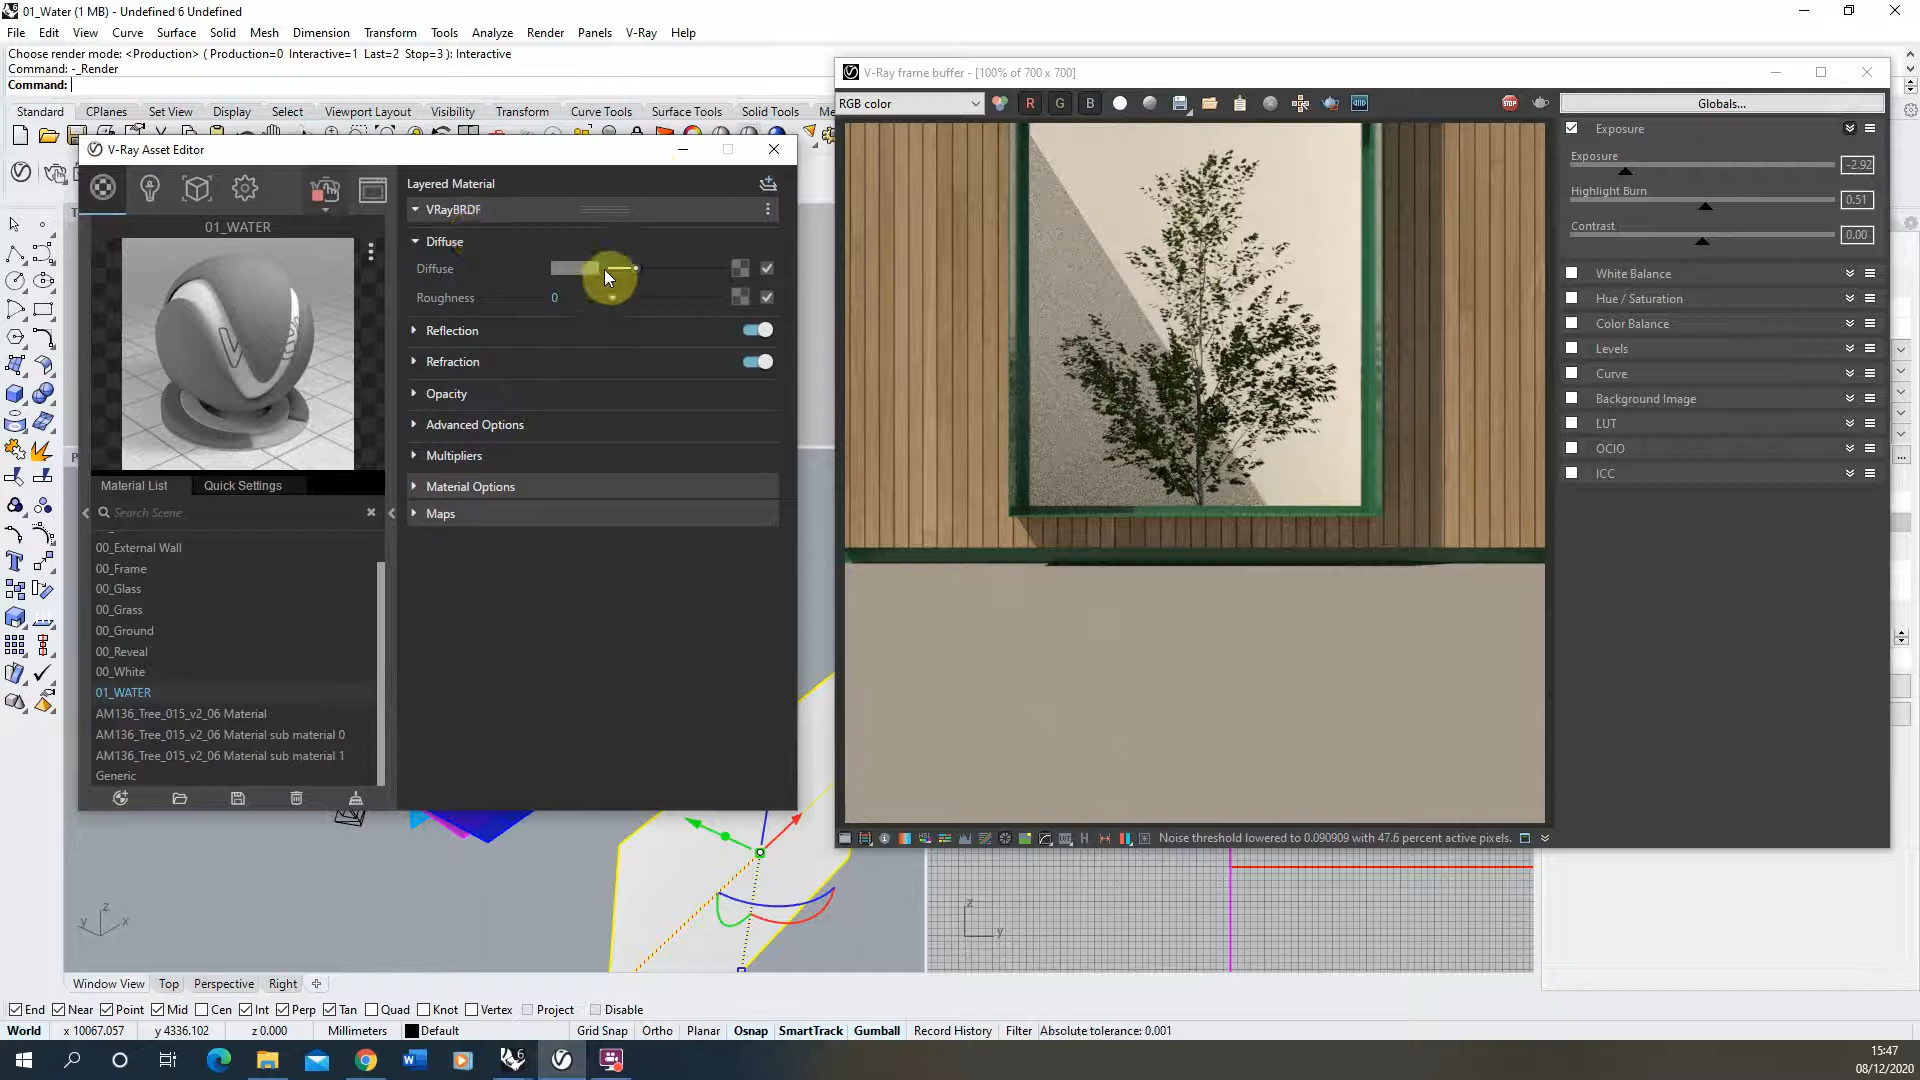 01_Water (1 MB) - Undefined 6 Undefined
File Edit View Curve Surface Solid Mesh Dimension Transform Tools Analyze Render Panels V-Ray Help
Choose render mode: <Production> ( Production=0 Interactive=1 Last=2 Stop=3 ): Interactive
Command: -_Render
Command:
Standard CPlanes Set View Display Select Viewport Layout Visibility Transform Curve Tools Surface Tools Solid Tools Me
V-Ray Asset Editor
01_WATER
Material List Quick Settings
Search Scene
00_External Wall
00_Frame
00_Glass
00_Grass
00_Ground
00_Reveal
00_White
01_WATER
AM136_Tree_015_v2_06 Material
AM136_Tree_015_v2_06 Material sub material 0
AM136_Tree_015_v2_06 Material sub material 1
Generic
Layered Material
VRayBRDF
Diffuse
Diffuse
Roughness 0
Reflection
Refraction
Opacity
Advanced Options
Multipliers
Material Options
Maps
V-Ray frame buffer - [100% of 700 x 700]
RGB color R G B STOP
Globals...
Exposure
Exposure -2.92
Highlight Burn 0.51
Contrast 0.00
White Balance
Hue / Saturation
Color Balance
Levels
Curve
Background Image
LUT
OCIO
ICC
H Noise threshold lowered to 0.090909 with 47.6 percent active pixels.
z
y x
z
y
Window View Top Perspective Right
End Near Point Mid Cen Int Perp Tan Quad Knot Vertex Project Disable
World x 10067.057 y 4336.102 z 0.000 Millimeters Default Grid Snap Ortho Planar Osnap SmartTrack Gumball Record History Filter Absolute tolerance: 0.001
15:47
08/12/2020